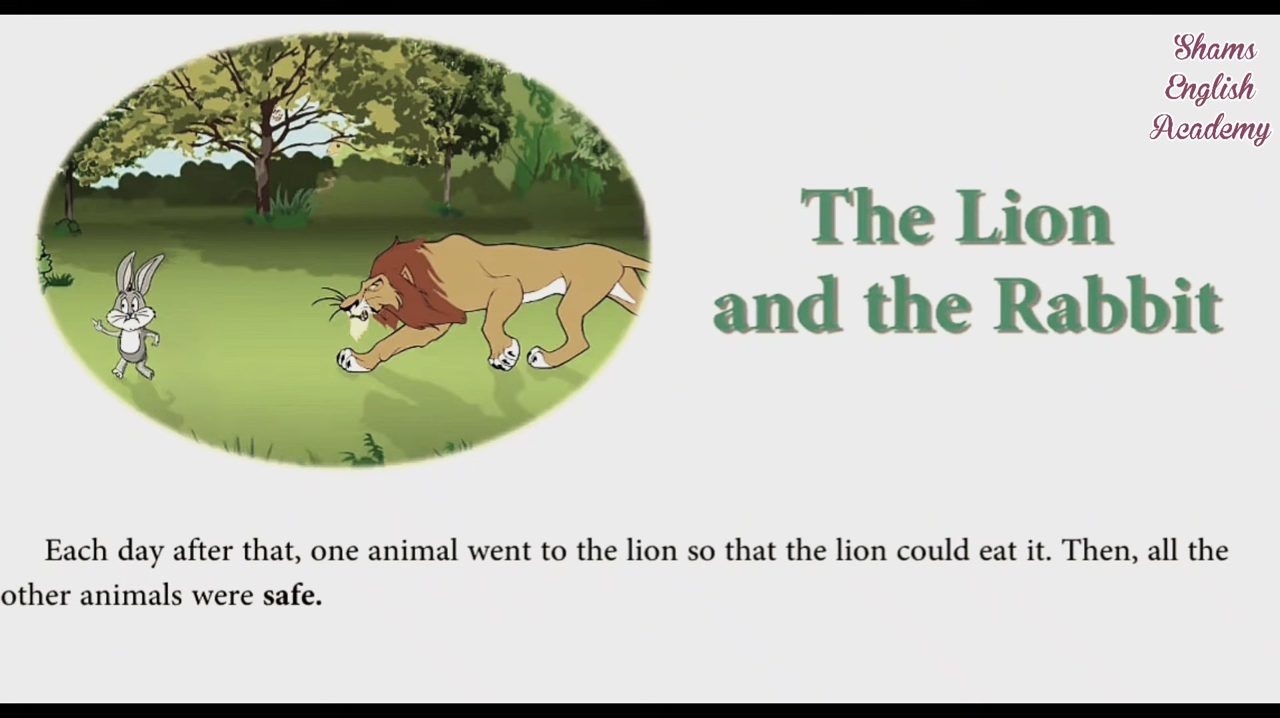 Shams
English
Academy
The Lion
and the Rabbit
Each day after that, one animal went to the lion so that the lion could eat it. Then, all the
other animals were safe.